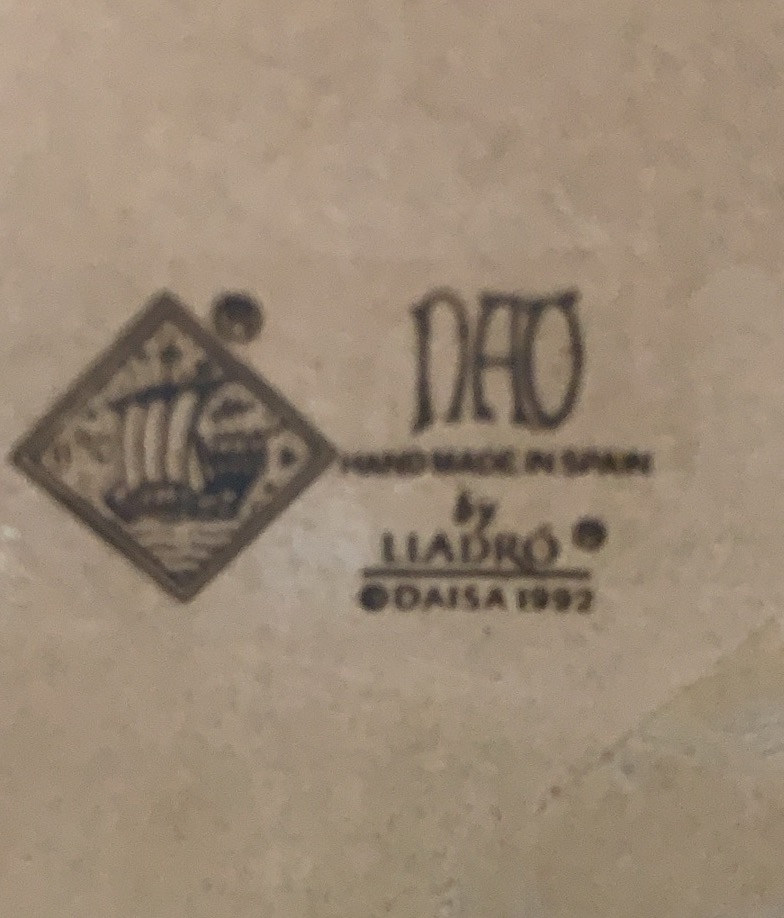 NAO
HAND MADE IN SPAIN
by
LLADRÓ ®
© DAISA 1992